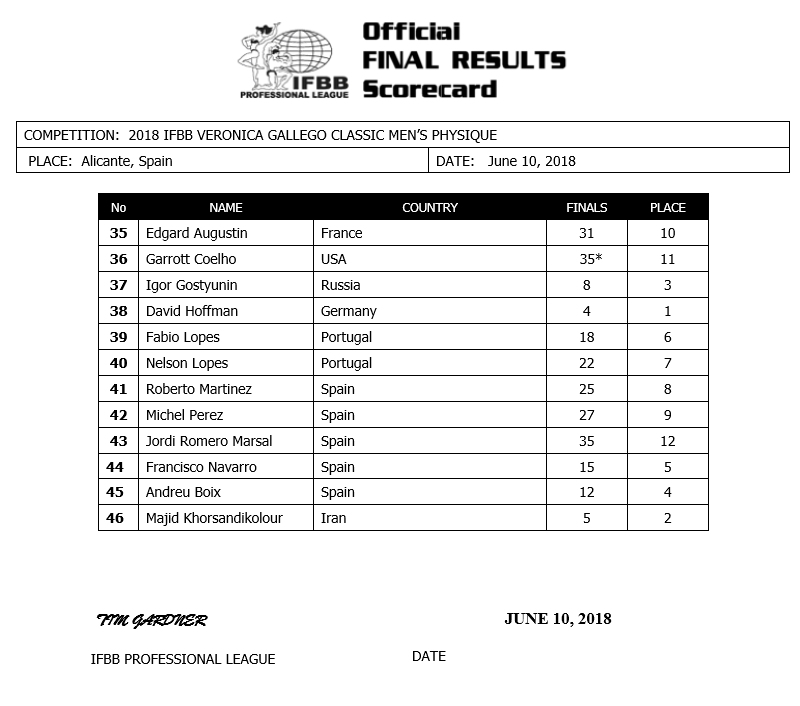 Official
FINAL RESULTS
Scorecard
IFBB
PROFESSIONAL LEAGUE
COMPETITION: 2018 IFBB VERONICA GALLEGO CLASSIC MEN'S PHYSIQUE
PLACE: Alicante, Spain DATE: June 10, 2018
No NAME COUNTRY FINALS PLACE
35 Edgard Augustin France 31 10
36 Garrott Coelho USA 35* 11
37 Igor Gostyunin Russia 8 3
38 David Hoffman Germany 4 1
39 Fabio Lopes Portugal 18 6
40 Nelson Lopes Portugal 22 7
41 Roberto Martinez Spain 25 8
42 Michel Perez Spain 27 9
43 Jordi Romero Marsal Spain 35 12
44 Francisco Navarro Spain 15 5
45 Andreu Boix Spain 12 4
46 Majid Khorsandikolour Iran 5 2
TIM GARDNER JUNE 10, 2018
IFBB PROFESSIONAL LEAGUE DATE